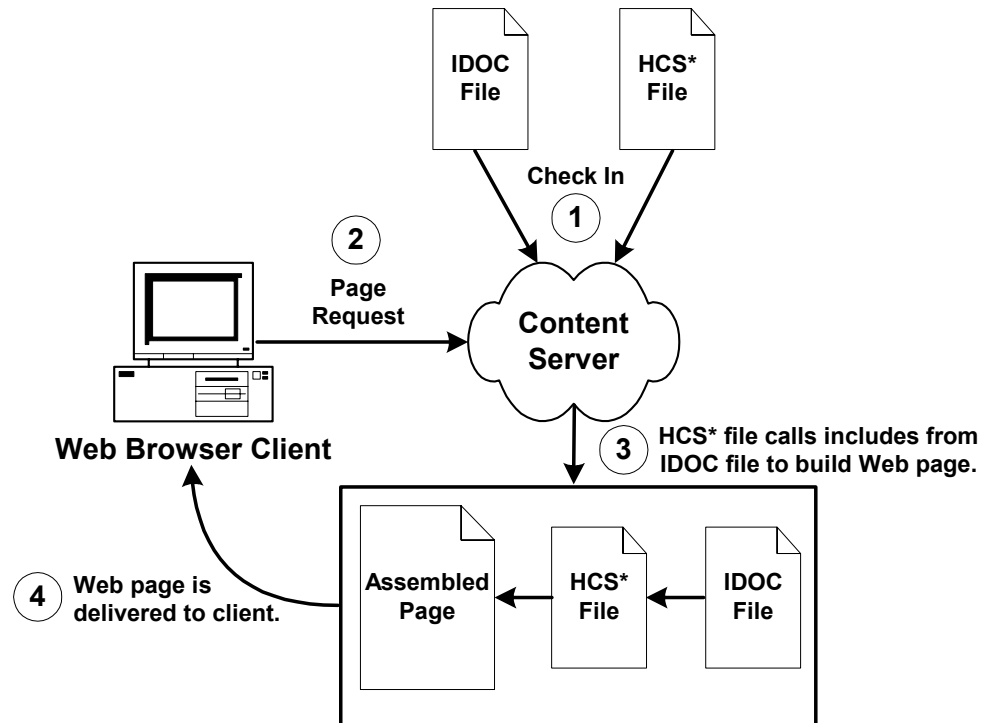 IDOC
File
HCS*
File
Check In
1
2
Page
Request
Content
Server
Web Browser Client
3
HCS* file calls includes from
IDOC file to build Web page.
Assembled
Page
HCS*
File
IDOC
File
4
Web page is
delivered to client.